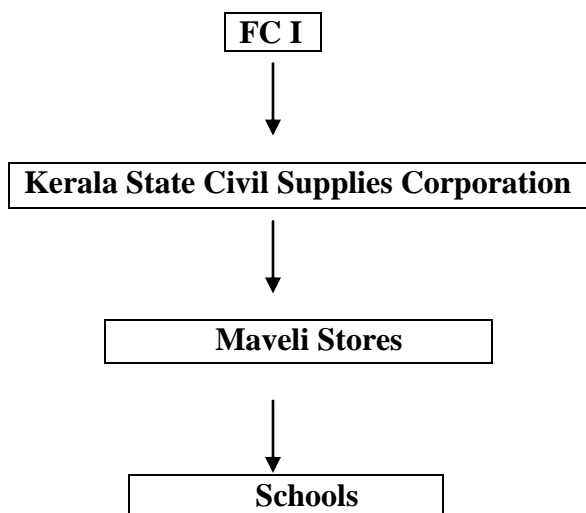 FC I
Kerala State Civil Supplies Corporation
Maveli Stores
Schools